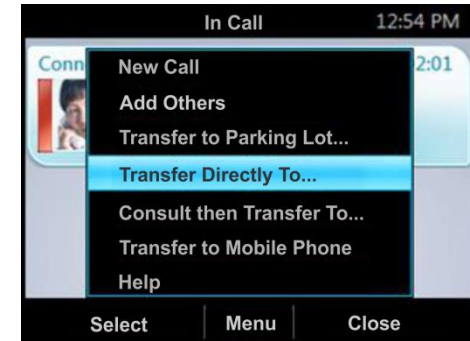 In Call 12:54 PM
Conn 2:01
New Call
Add Others
Transfer to Parking Lot...
Transfer Directly To...
Consult then Transfer To...
Transfer to Mobile Phone
Help
Select Menu Close